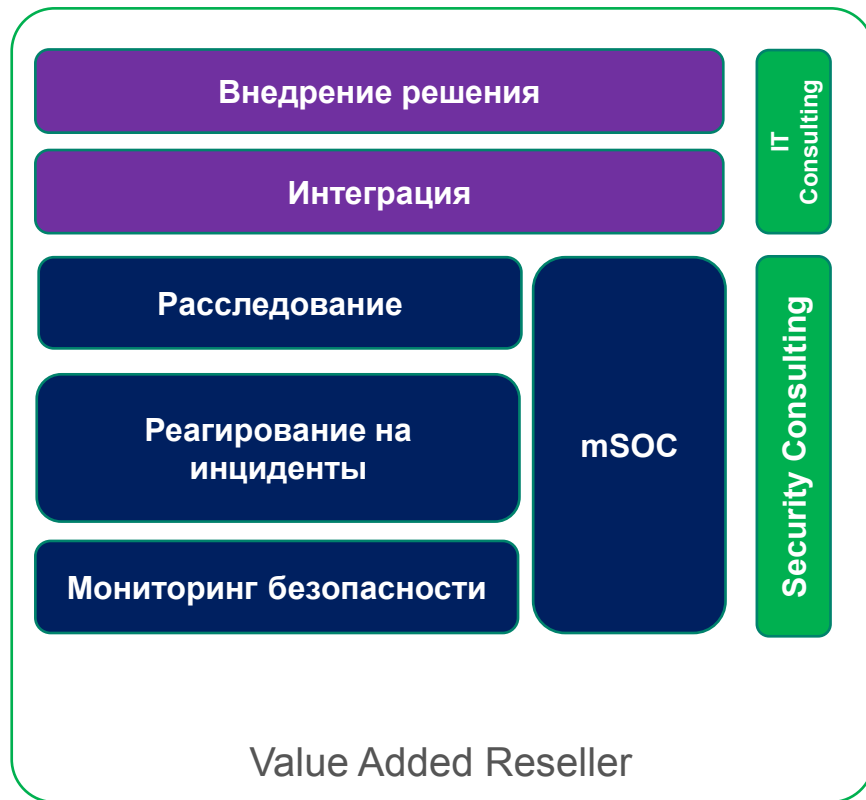 Внедрение решения
IT
Consulting
Интеграция
Расследование
Реагирование на
инциденты
mSOC
Security Consulting
Мониторинг безопасности
Value Added Reseller